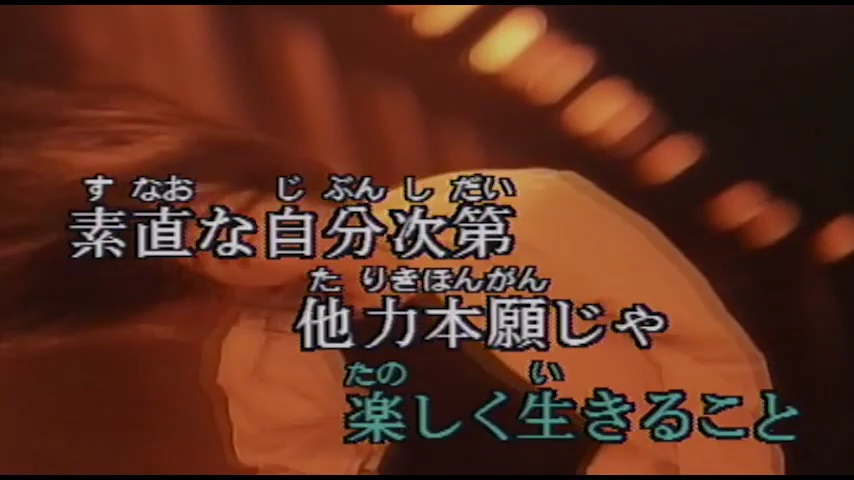 す なお じ ぶん し だい
素直な自分次第
た りきほんがん
他力本願じゃ
たの い
楽しく生きること